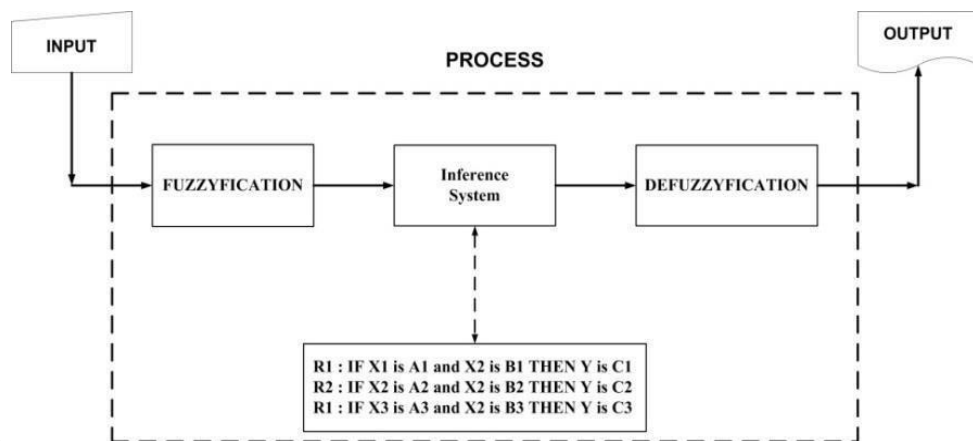 INPUT
OUTPUT
PROCESS
FUZZYFICATION
Inference
System
DEFUZZYFICATION
R1 : IF X1 is A1 and X2 is B1 THEN Y is C1
R2 : IF X2 is A2 and X2 is B2 THEN Y is C2
R1 : IF X3 is A3 and X2 is B3 THEN Y is C3